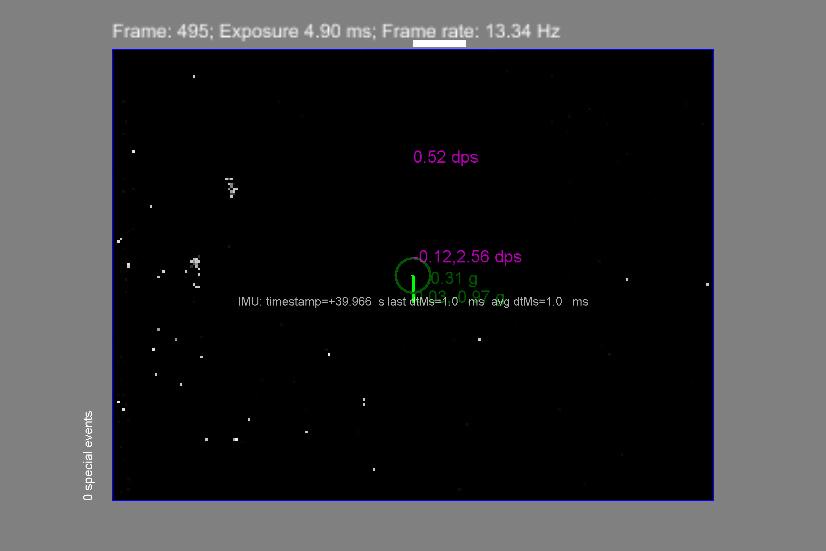 Frame: 495; Exposure 4.90 ms; Frame rate: 13.34 Hz
0.52 dps
-0.12,2.56 dps
0.31 g
0.97 g
IMU: timestamp=+39.966 s last dtMs=1.0 ms avg dtMs=1.0 ms
0 special events